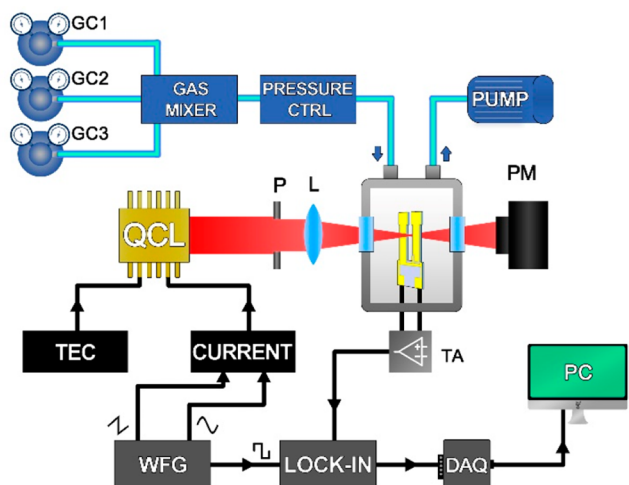 GC1
GC2
GC3
GAS
MIXER
PRESSURE
CTRL
PUMP
P
L
PM
QCL
TEC
CURRENT
TA
PC
WFG
LOCK-IN
DAQ